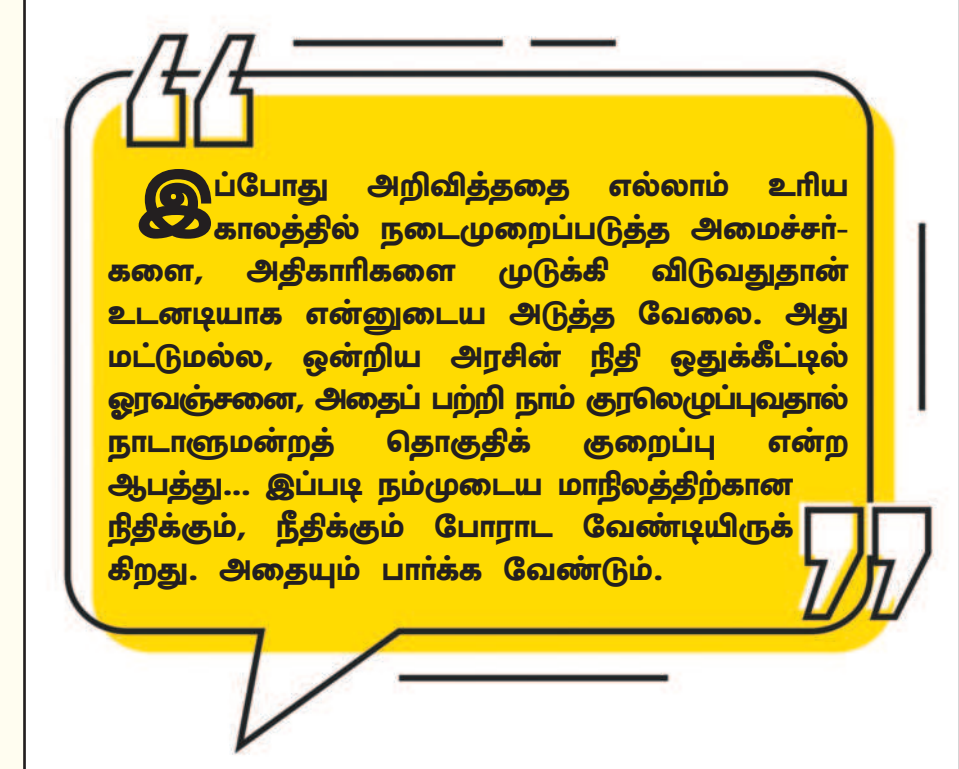 இப்போது அறிவித்ததை எல்லாம் உரிய
காலத்தில் நடைமுறைப்படுத்த அமைச்சர்-
களை, அதிகாரிகளை முடுக்கி விடுவதுதான்
உடனடியாக என்னுடைய அடுத்த வேலை. அது
மட்டுமல்ல, ஒன்றிய அரசின் நிதி ஒதுக்கீட்டில்
ஓரவஞ்சனை, அதைப் பற்றி நாம் குரலெழுப்புவதால்
நாடாளுமன்றத் தொகுதிக் குறைப்பு என்ற
ஆபத்து... இப்படி நம்முடைய மாநிலத்திற்கான
நிதிக்கும், நீதிக்கும் போராட வேண்டியிருக்
கிறது. அதையும் பார்க்க வேண்டும்.